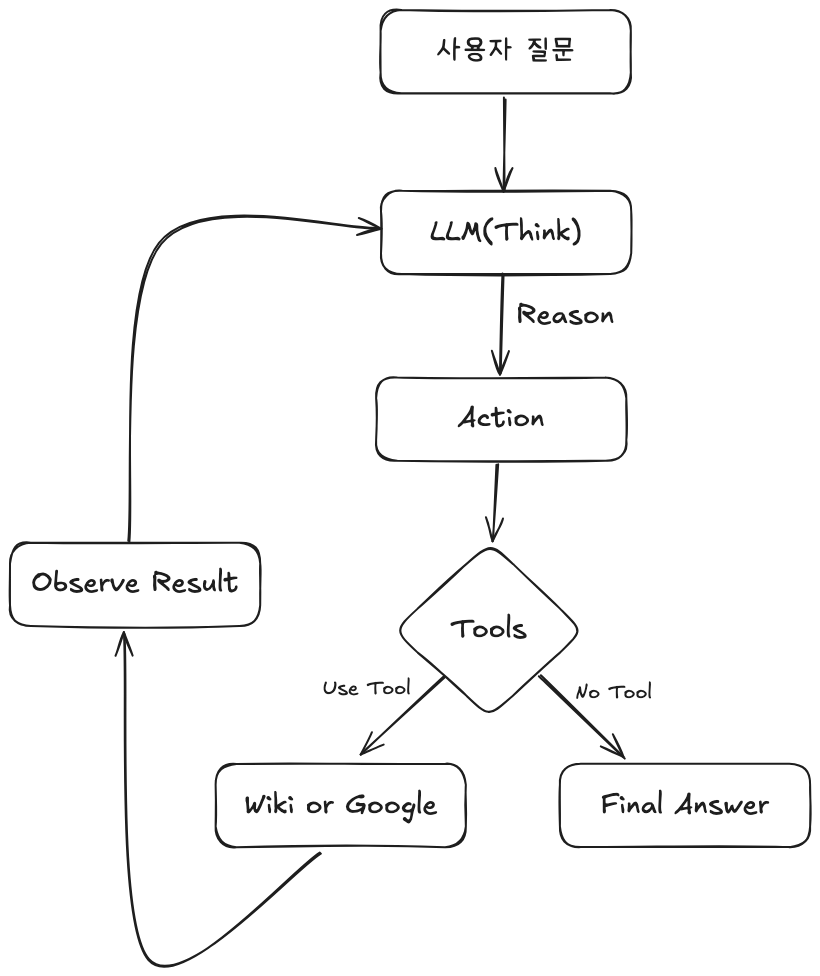 사용자 질문
LLM(Think)
Reason
Action
Observe Result
Tools
Use Tool
No Tool
Wiki or Google
Final Answer